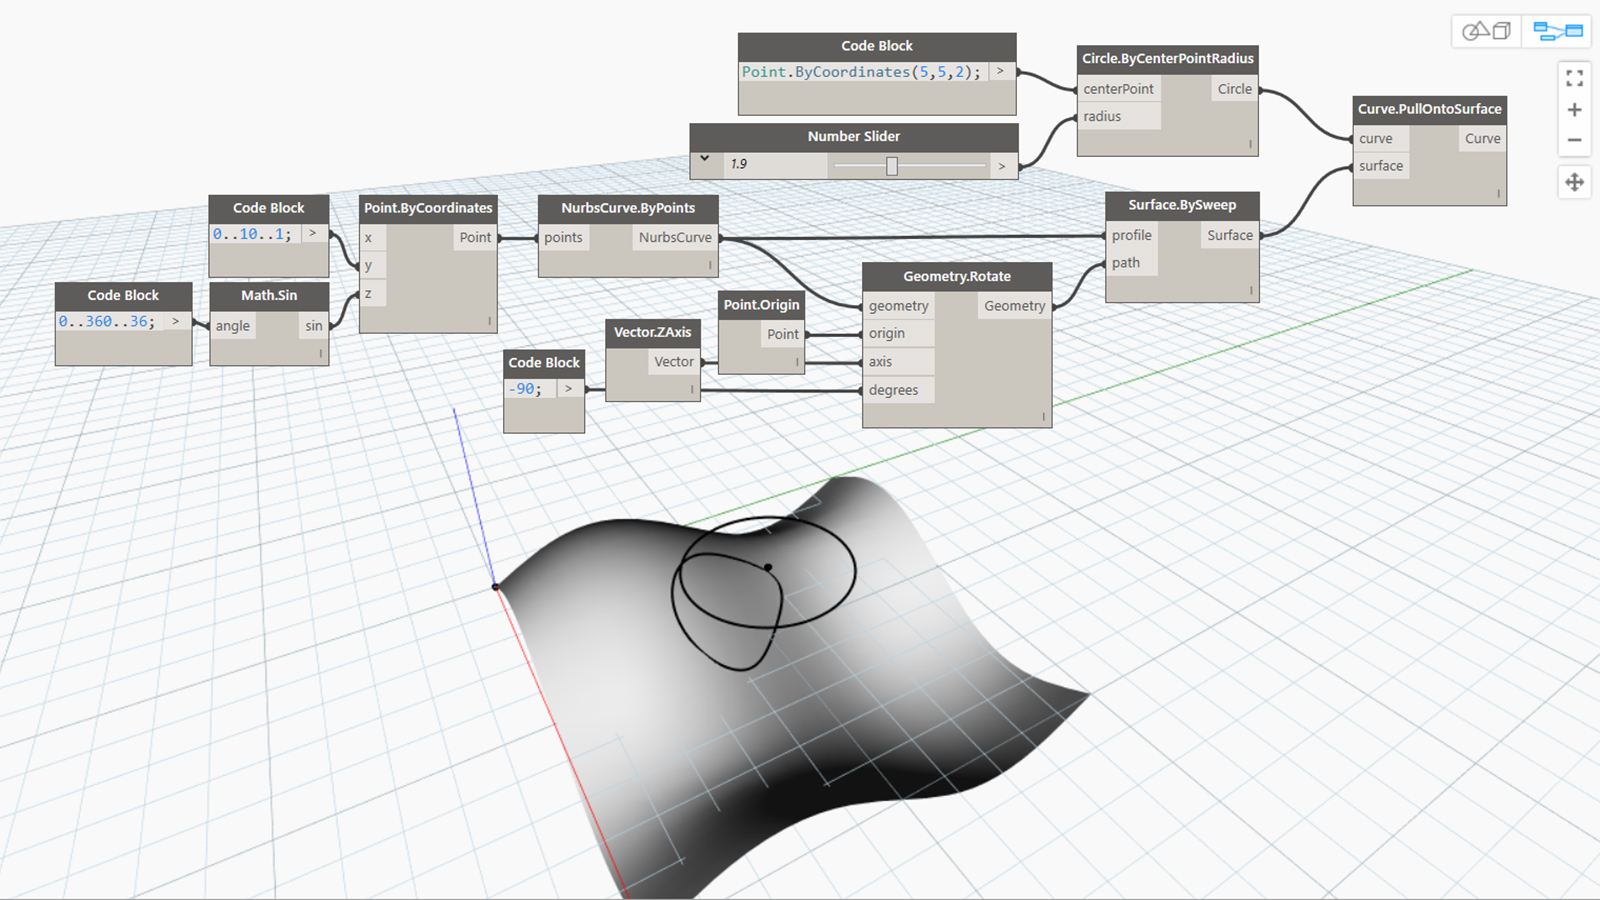 Code Block
Point.ByCoordinates(5,5,2); >
Number Slider
1.9 >
Circle.ByCenterPointRadius
centerPoint Circle
radius
Curve.PullOntoSurface
curve Curve
surface
Code Block
0..10..1; >
Point.ByCoordinates
x Point
y
z
NurbsCurve.ByPoints
points NurbsCurve
Surface.BySweep
profile Surface
path
Code Block
0..360..36; >
Math.Sin
angle sin
Geometry.Rotate
geometry Geometry
origin
axis
degrees
Point.Origin
Point
Vector.ZAxis
Vector
Code Block
-90; >